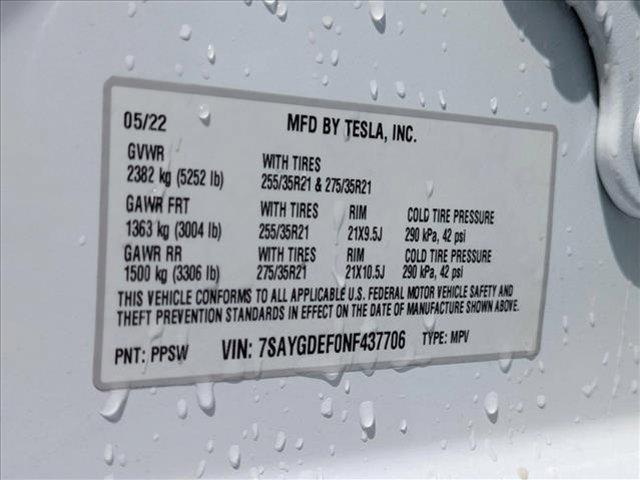 05/22 MFD BY TESLA, INC.
GVWR WITH TIRES
2382 kg (5252 lb) 255/35R21 & 275/35R21
GAWR FRT WITH TIRES RIM COLD TIRE PRESSURE
1363 kg (3004 lb) 255/35R21 21X9.5J 290 kPa, 42 psi
GAWR RR WITH TIRES RIM COLD TIRE PRESSURE
1500 kg (3306 lb) 275/35R21 21X10.5J 290 kPa, 42 psi
THIS VEHICLE CONFORMS TO ALL APPLICABLE U.S. FEDERAL MOTOR VEHICLE SAFETY AND
THEFT PREVENTION STANDARDS IN EFFECT ON THE DATE OF MANUFACTURE SHOWN ABOVE.
PNT: PPSW VIN: 7SAYGDEF0NF437706 TYPE: MPV